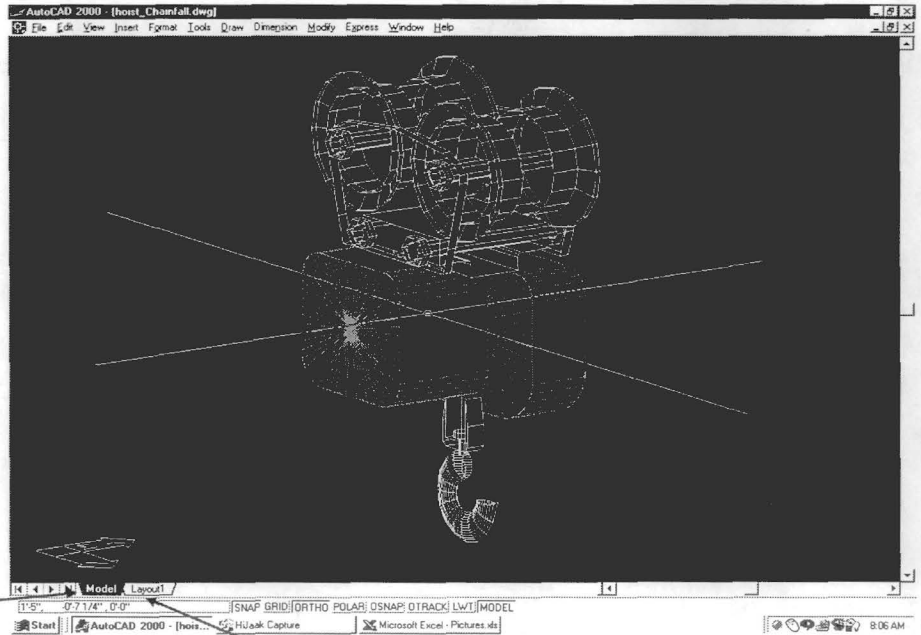 AutoCAD 2000 - [hoist_Chainfall.dwg]
File Edit View Insert Format Tools Draw Dimension Modify Express Window Help
Model Layout1
1'-5", -0'-7 1/4", 0'-0" SNAP GRID ORTHO POLAR OSNAP OTRACK LWT MODEL
Start AutoCAD 2000 - [hois... HiJaak Capture Microsoft Excel - Pictures.xls 8:06 AM